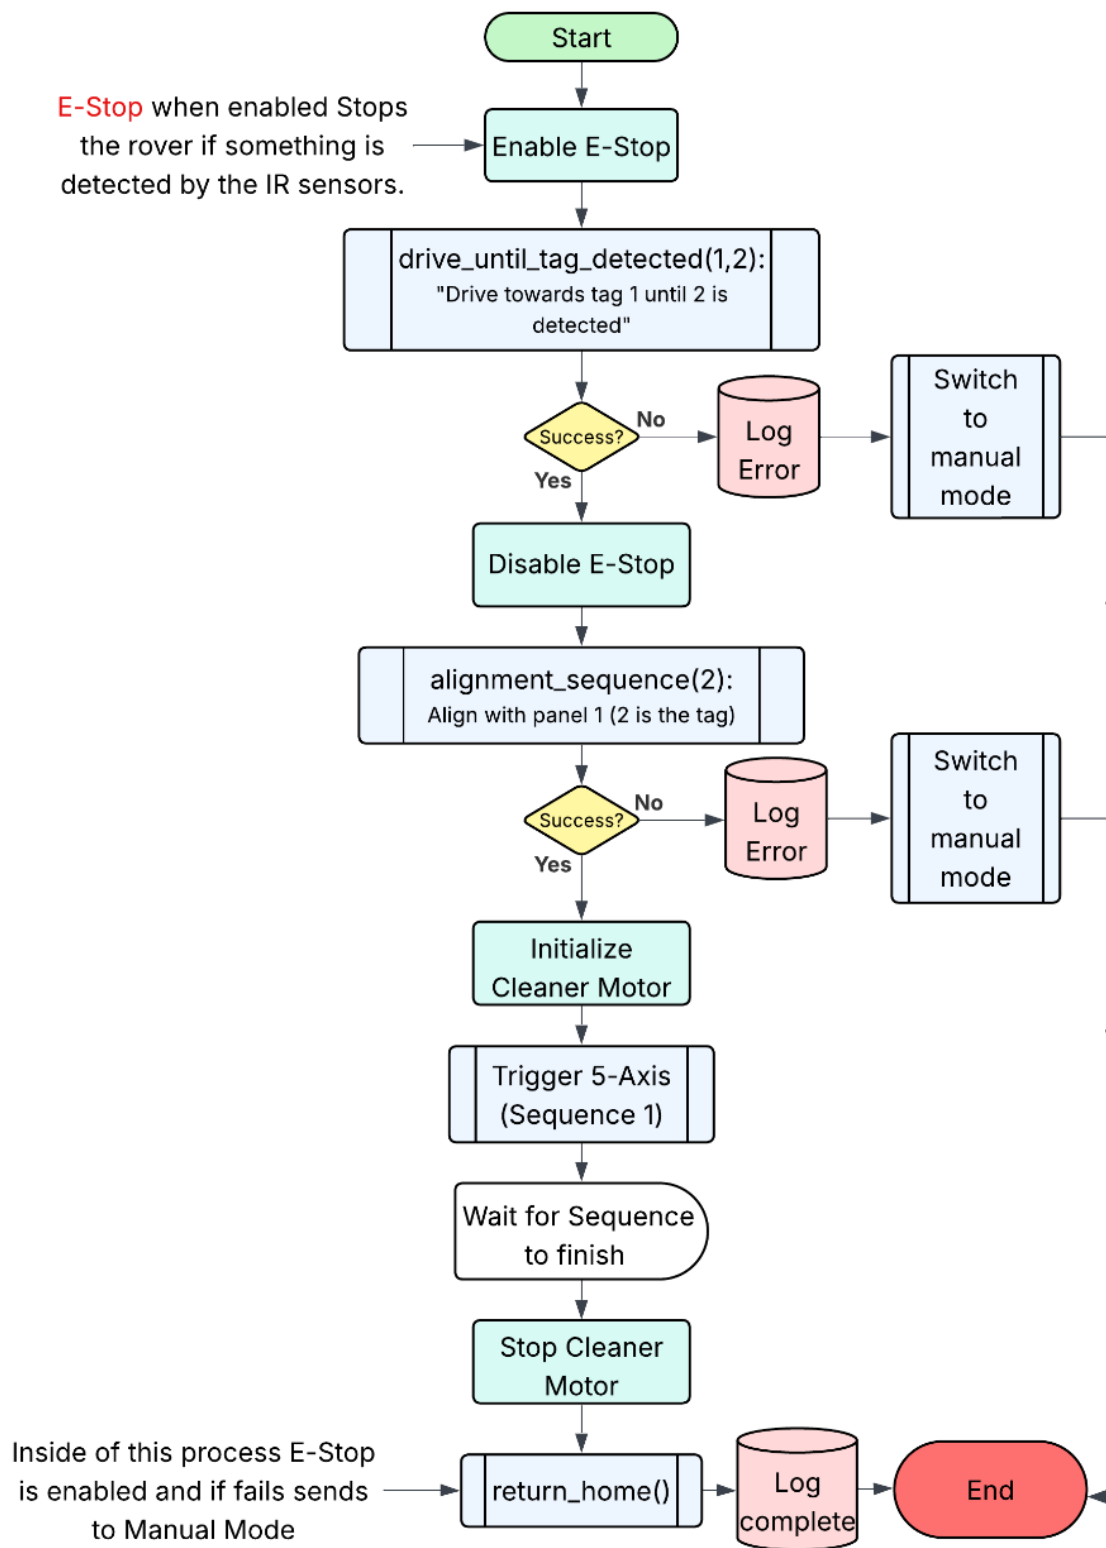 Start
E-Stop when enabled Stops
the rover if something is
detected by the IR sensors.
Enable E-Stop
drive_until_tag_detected(1,2):
"Drive towards tag 1 until 2 is
detected"
Success?
No
Yes
Log
Error
Switch
to
manual
mode
Disable E-Stop
alignment_sequence(2):
Align with panel 1 (2 is the tag)
Success?
No
Yes
Log
Error
Switch
to
manual
mode
Initialize
Cleaner Motor
Trigger 5-Axis
(Sequence 1)
Wait for Sequence
to finish
Stop Cleaner
Motor
Inside of this process E-Stop
is enabled and if fails sends
to Manual Mode
return_home()
Log
complete
End